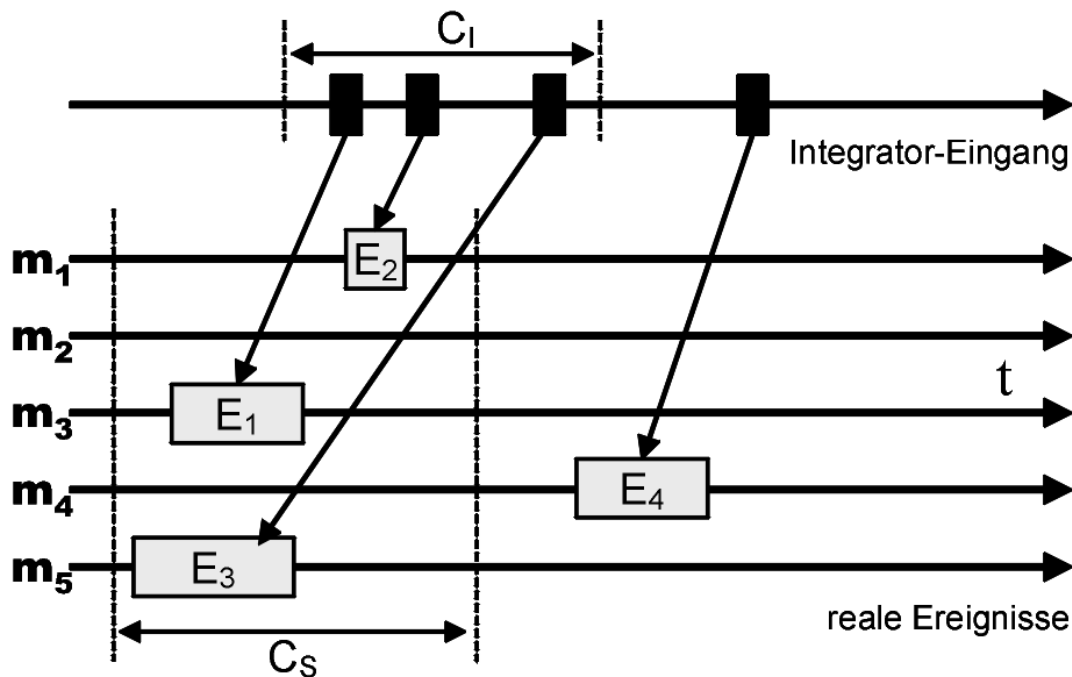 C_I
Integrator-Eingang
m_1
E_2
m_2
t
m_3
E_1
m_4
E_4
m_5
E_3
reale Ereignisse
C_S